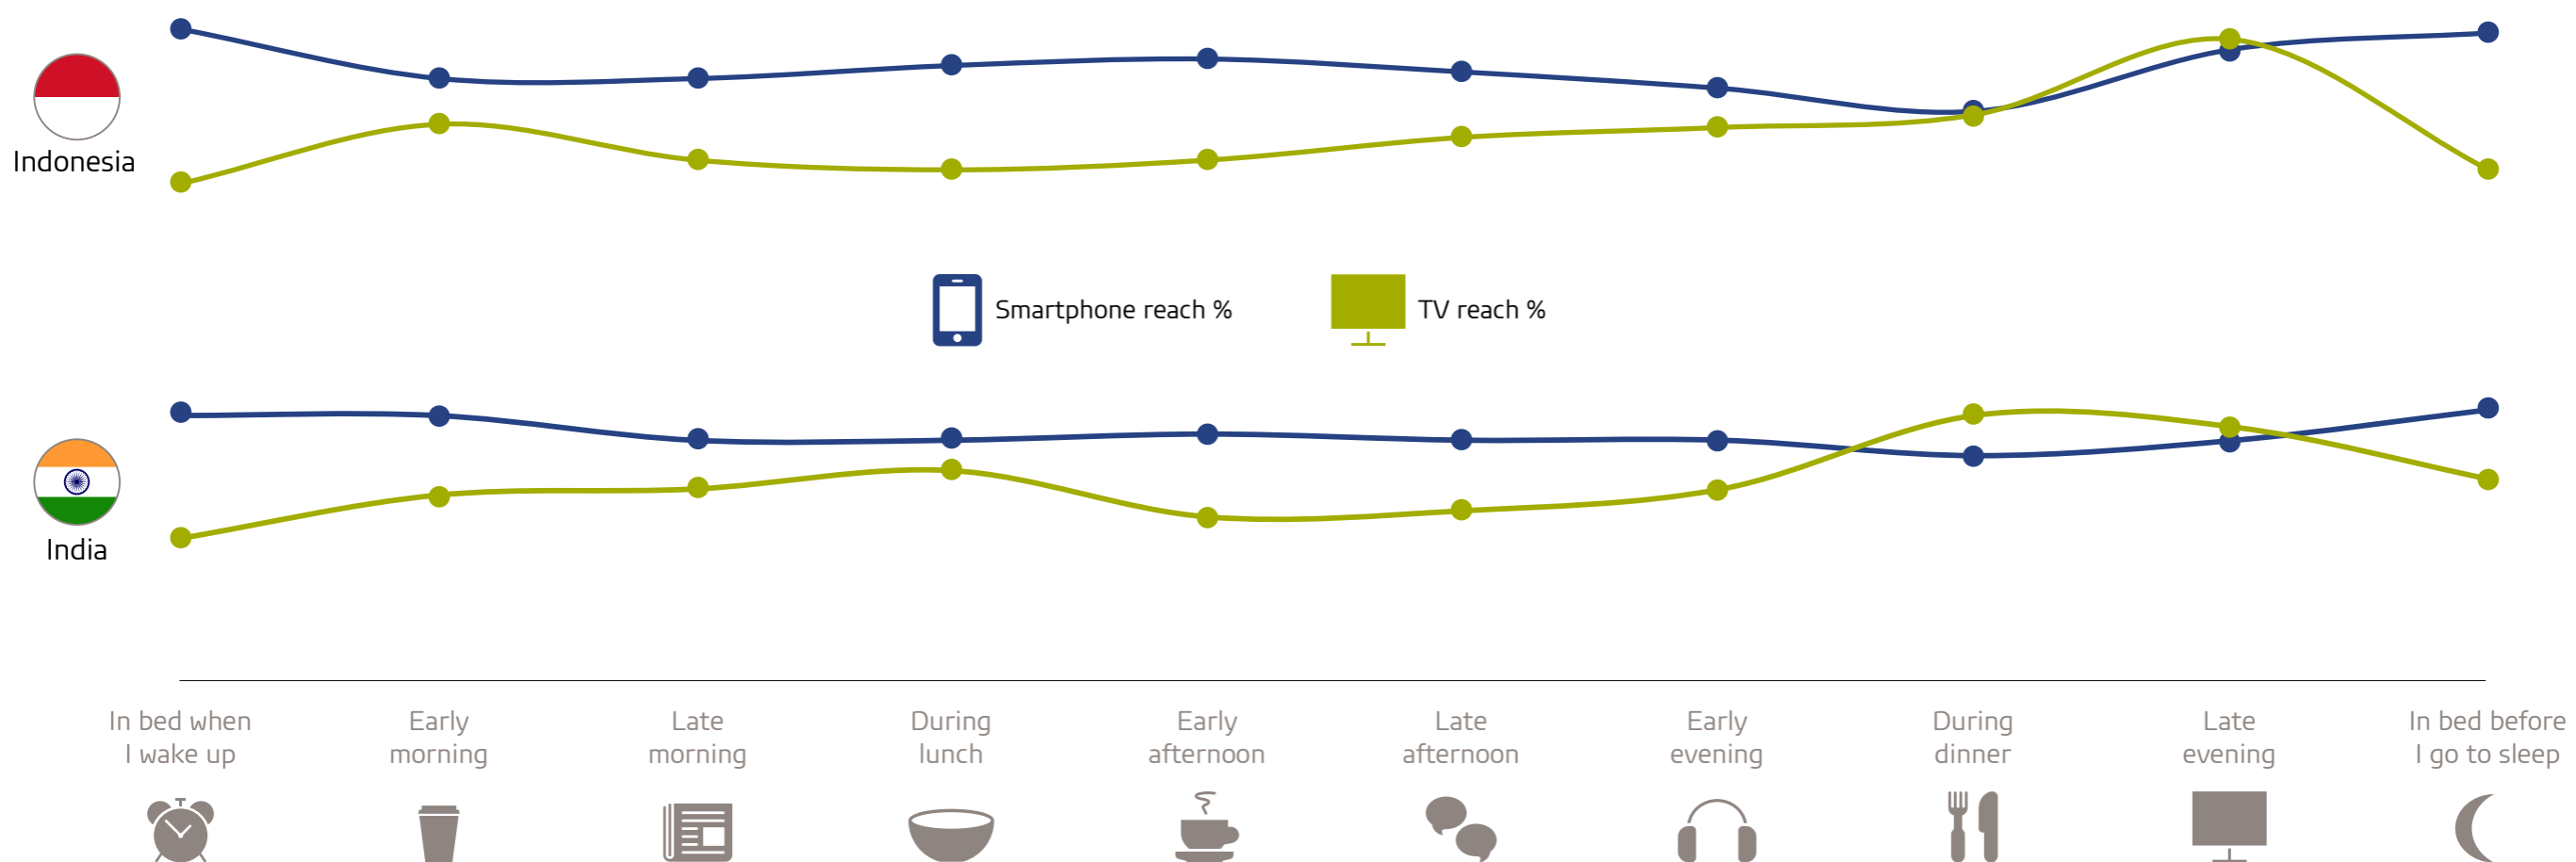 Indonesia
Smartphone reach %
TV reach %
India
In bed when
I wake up
Early
morning
Late
morning
During
lunch
Early
afternoon
Late
afternoon
Early
evening
During
dinner
Late
evening
In bed before
I go to sleep